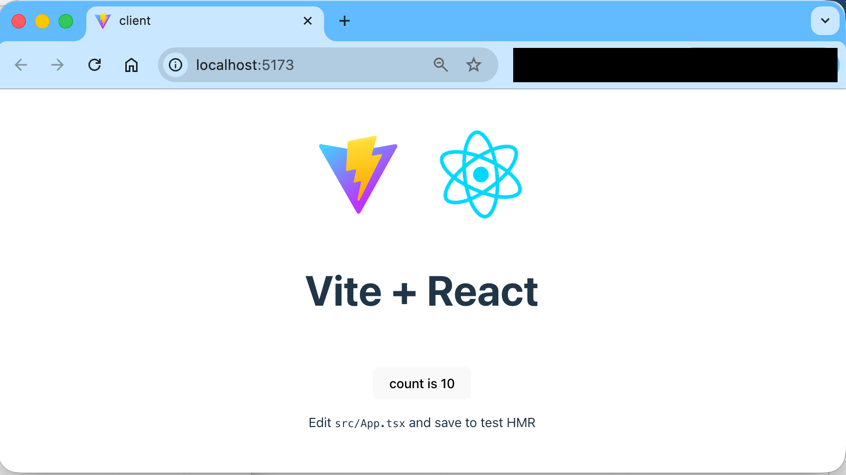 client
localhost:5173
Vite + React
count is 10
Edit src/App.tsx and save to test HMR